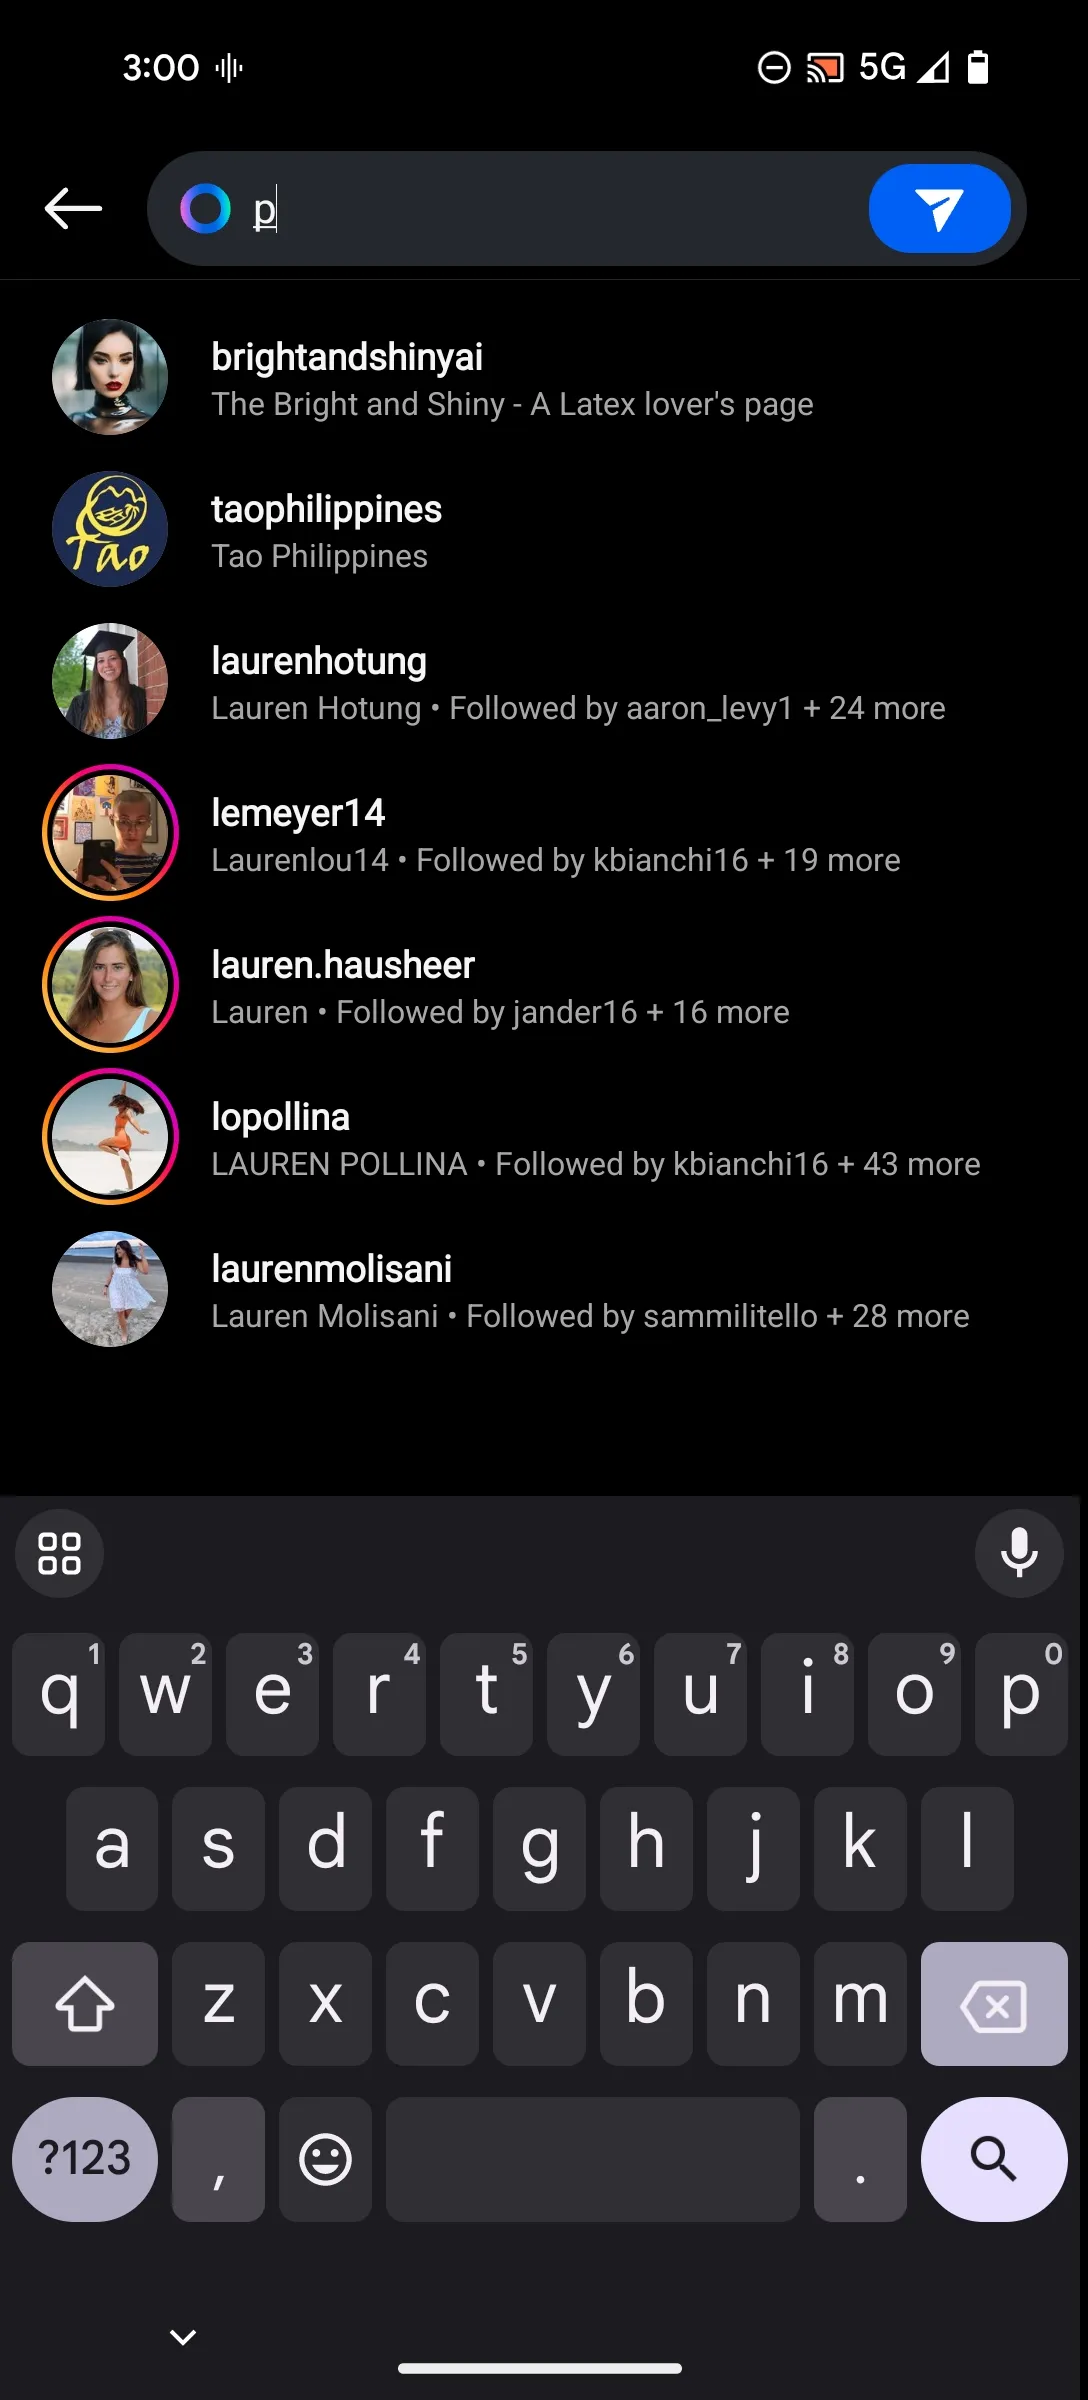 3:00 5G
p
brightandshinyai
The Bright and Shiny - A Latex lover's page
Tao
taophilippines
Tao Philippines
laurenhotung
Lauren Hotung • Followed by aaron_levy1 + 24 more
lemeyer14
Laurenlou14 • Followed by kbianchi16 + 19 more
lauren.hausheer
Lauren • Followed by jander16 + 16 more
lopollina
LAUREN POLLINA • Followed by kbianchi16 + 43 more
laurenmolisani
Lauren Molisani • Followed by sammilitello + 28 more
1 2 3 4 5 6 7 8 9 0
q w e r t y u i o p
a s d f g h j k l
z x c v b n m
?123 , .